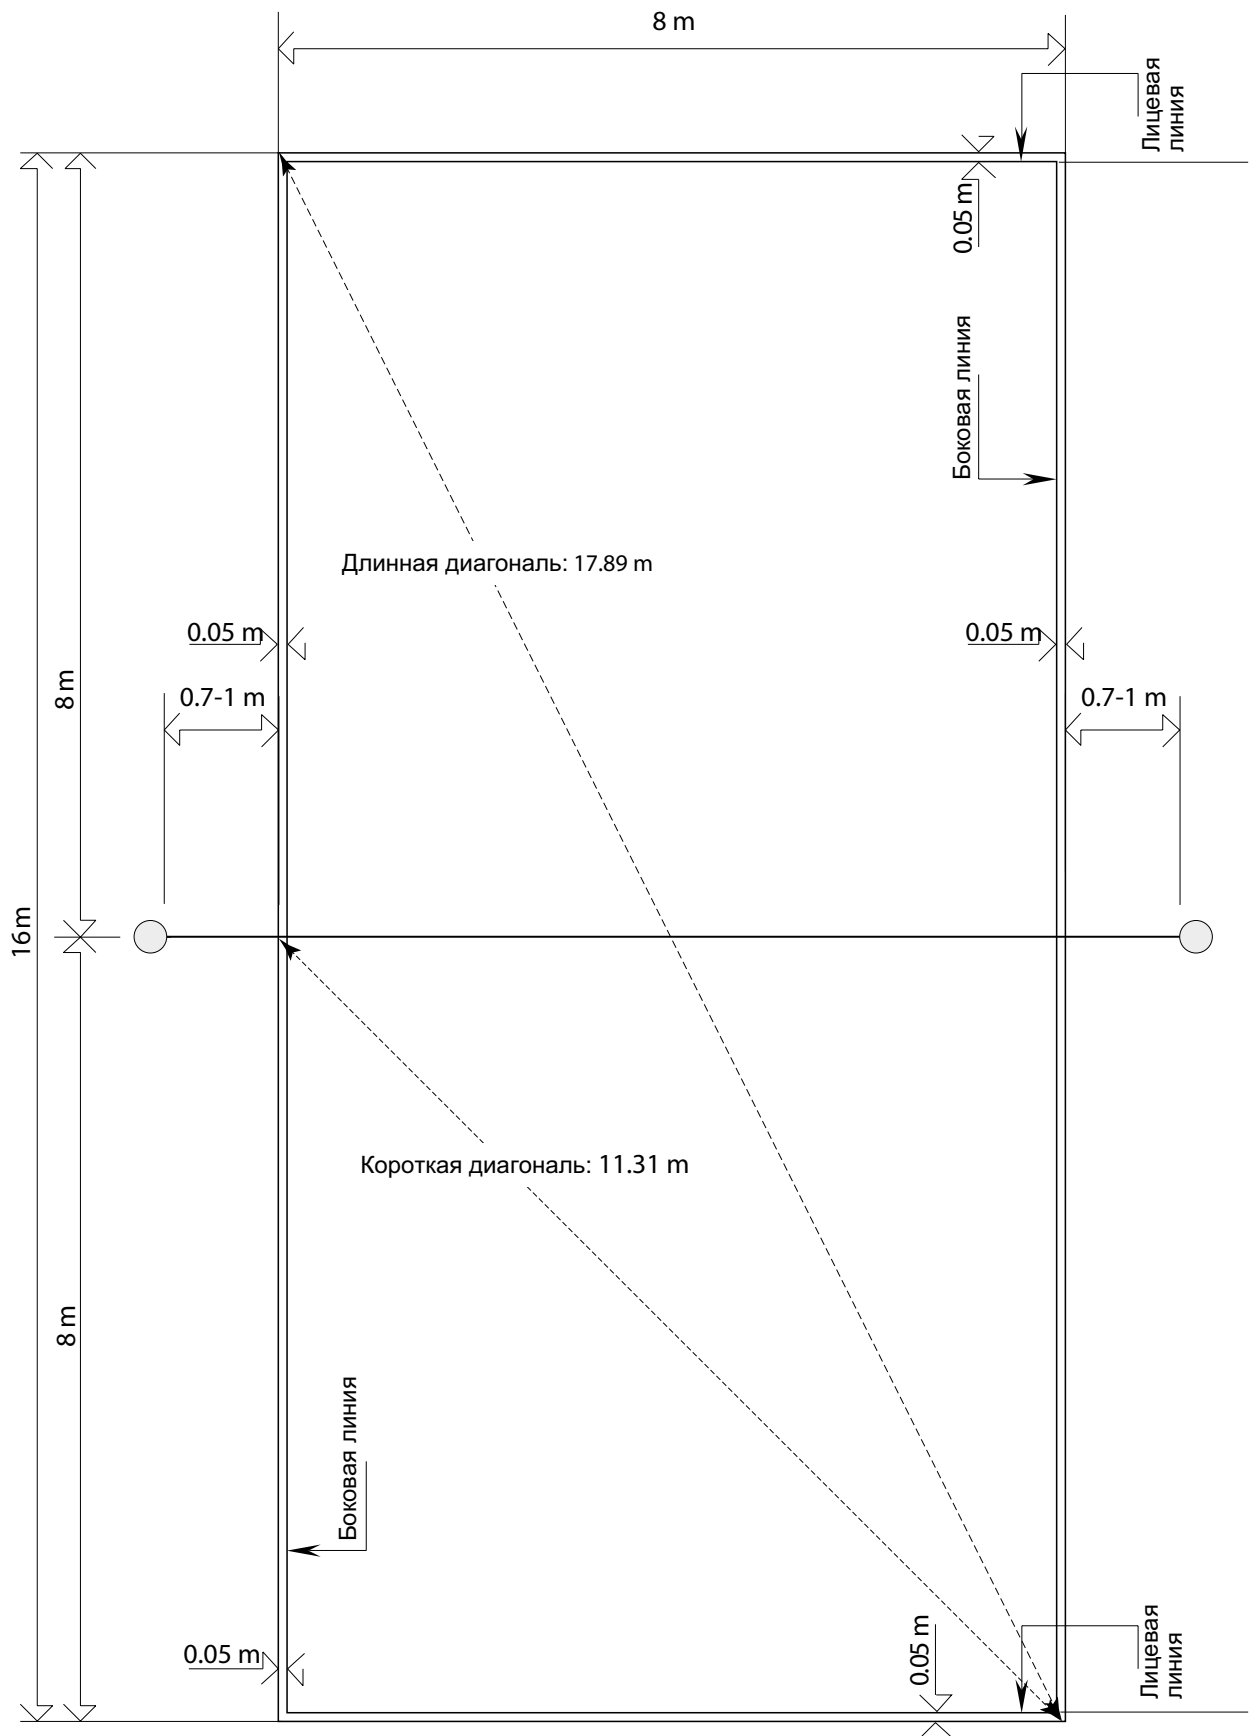 8 m
Лицевая
линия
0.05 m
Боковая линия
Длинная диагональ: 17.89 m
0.05 m
0.05 m
8 m
0.7-1 m
0.7-1 m
16 m
Короткая диагональ: 11.31 m
8 m
Боковая линия
0.05 m
0.05 m
Лицевая
линия